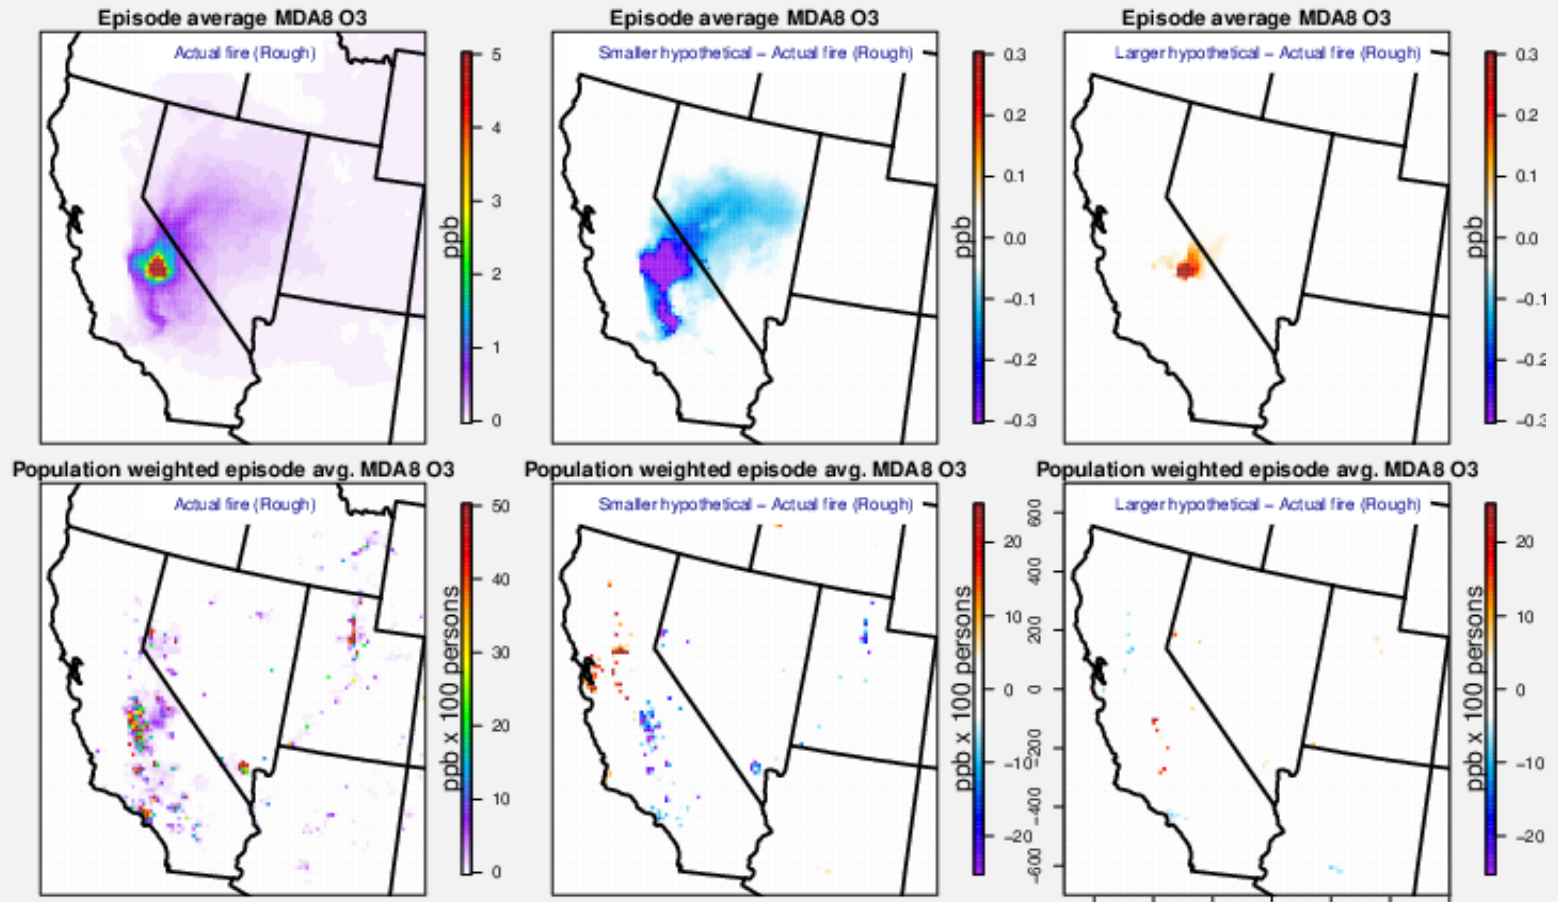 Episode average MDA8 O3
Actual fire (Rough)
5
4
3
2
1
0
ppb
Episode average MDA8 O3
Smaller hypothetical – Actual fire (Rough)
0.3
0.2
0.1
0.0
−0.1
−0.2
−0.3
ppb
Episode average MDA8 O3
Larger hypothetical – Actual fire (Rough)
0.3
0.2
0.1
0.0
−0.1
−0.2
−0.3
ppb
Population weighted episode avg. MDA8 O3
Actual fire (Rough)
50
40
30
20
10
0
ppb x 100 persons
Population weighted episode avg. MDA8 O3
Smaller hypothetical – Actual fire (Rough)
20
10
0
−10
−20
ppb x 100 persons
Population weighted episode avg. MDA8 O3
Larger hypothetical – Actual fire (Rough)
600
400
200
0
−200
−400
−600
20
10
0
−10
−20
ppb x 100 persons